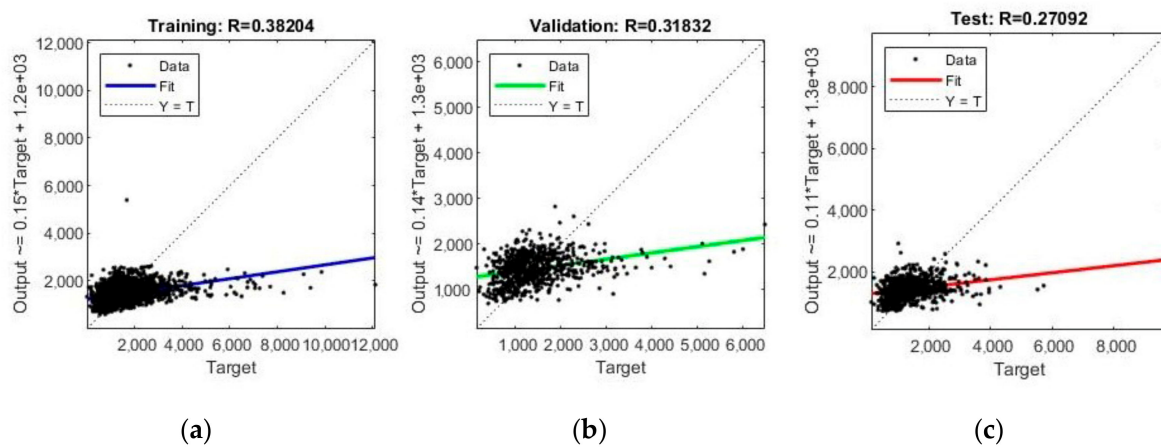 Training: R=0.38204
Output ~= 0.15*Target + 1.2e+03
12,000
10,000
8,000
6,000
4,000
2,000
Data
Fit
Y = T
2,000 4,000 6,000 8,000 10,000 12,000
Target
(a)
Validation: R=0.31832
Output ~= 0.14*Target + 1.3e+03
6,000
5,000
4,000
3,000
2,000
1,000
Data
Fit
Y = T
1,000 2,000 3,000 4,000 5,000 6,000
Target
(b)
Test: R=0.27092
Output ~= 0.11*Target + 1.3e+03
8,000
6,000
4,000
2,000
Data
Fit
Y = T
2,000 4,000 6,000 8,000
Target
(c)